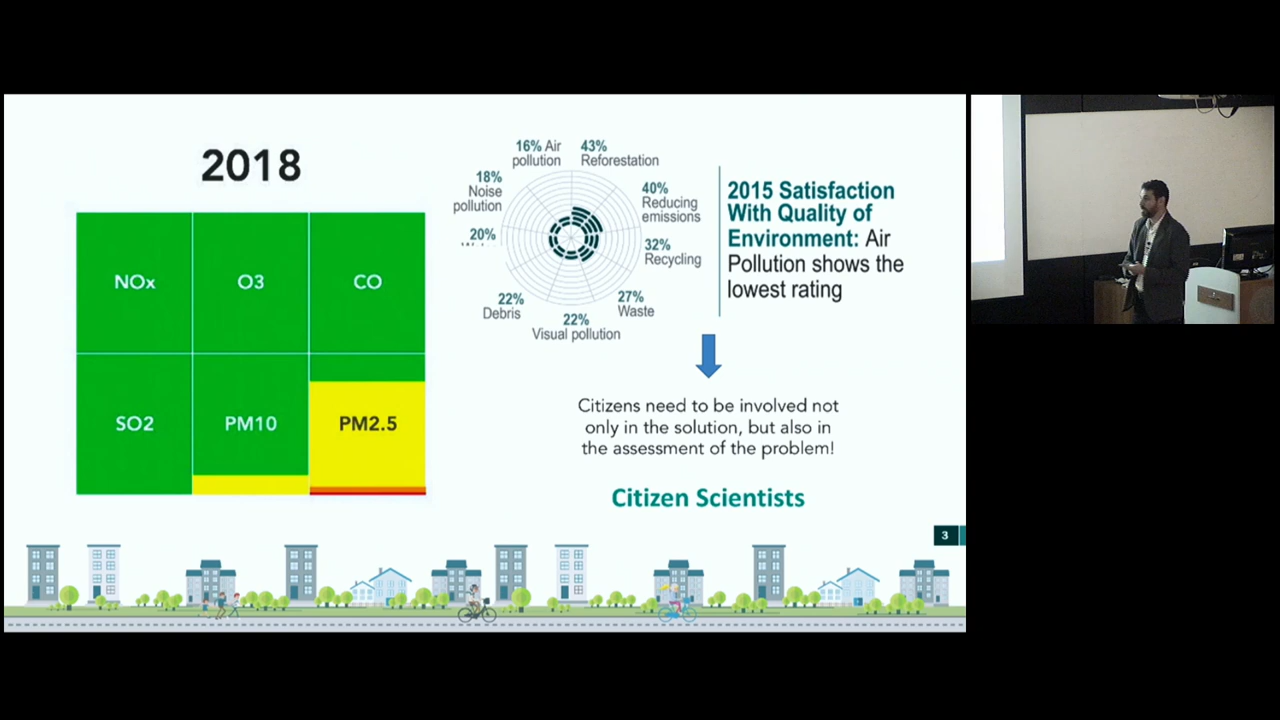 2018
NOx
O3
CO
SO2
PM10
PM2.5
16% Air
pollution
43%
Reforestation
18%
Noise
pollution
40%
Reducing
emissions
20%
32%
Recycling
22%
Debris
27%
Waste
22%
Visual pollution
2015 Satisfaction
With Quality of
Environment: Air
Pollution shows the
lowest rating
Citizens need to be involved not
only in the solution, but also in
the assessment of the problem!
Citizen Scientists
3